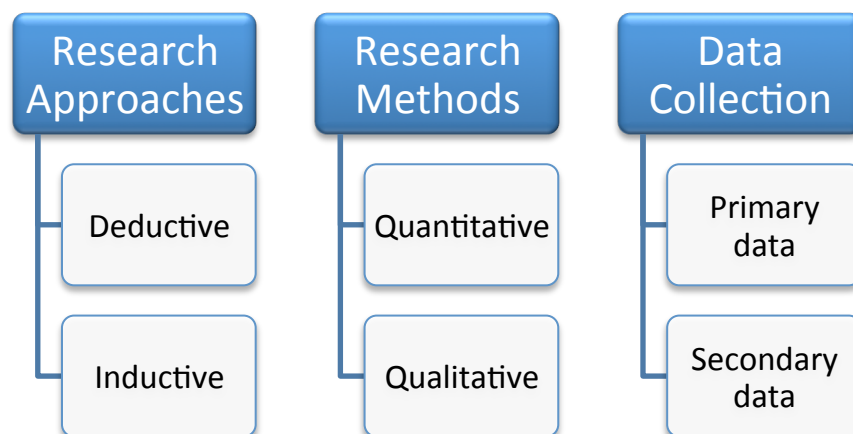 Research
Approaches
Deductive
Inductive
Research
Methods
Quantitative
Qualitative
Data
Collection
Primary
data
Secondary
data